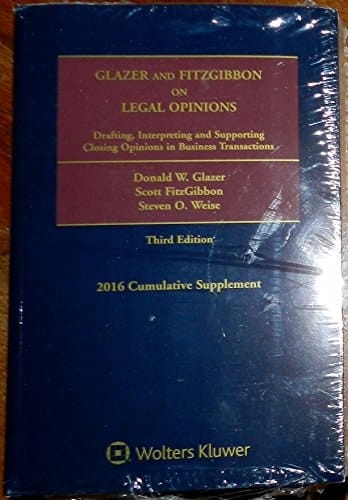 GLAZER AND FITZGIBBON
ON
LEGAL OPINIONS
Drafting, Interpreting and Supporting
Closing Opinions in Business Transactions
Donald W. Glazer
Scott FitzGibbon
Steven O. Weise
Third Edition
2016 Cumulative Supplement
Wolters Kluwer